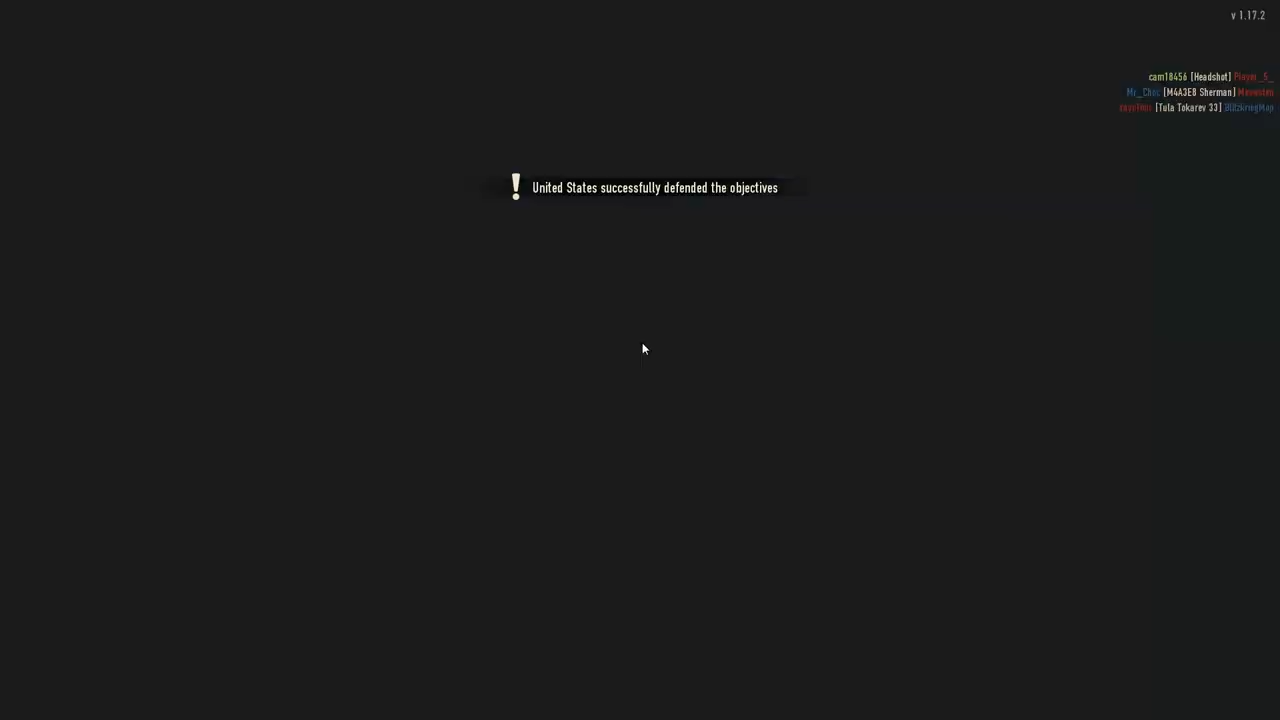 v 1.17.2
cam18456 [Headshot] Player_5_
Mr_Choc [M4A3E8 Sherman]
[Tula Tokarev 33]
! United States successfully defended the objectives